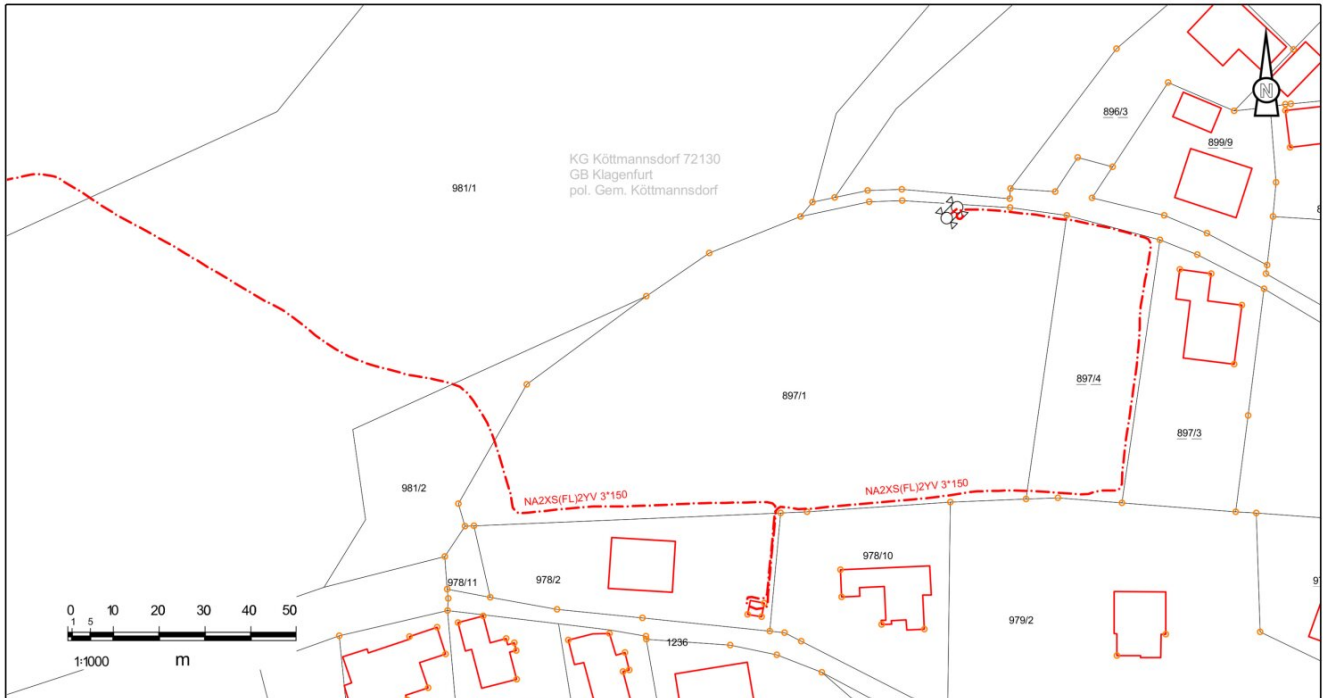 896/3
N
899/9
KG Köttmannsdorf 72130
GB Klagenfurt
pol. Gem. Köttmannsdorf
981/1
897/4
897/1
897/3
981/2
NA2XS(FL)2YV 3*150
NA2XS(FL)2YV 3*150
978/10
978/11
978/2
979/2
1236
0 10 20 30 40 50
1 5
1:1000 m